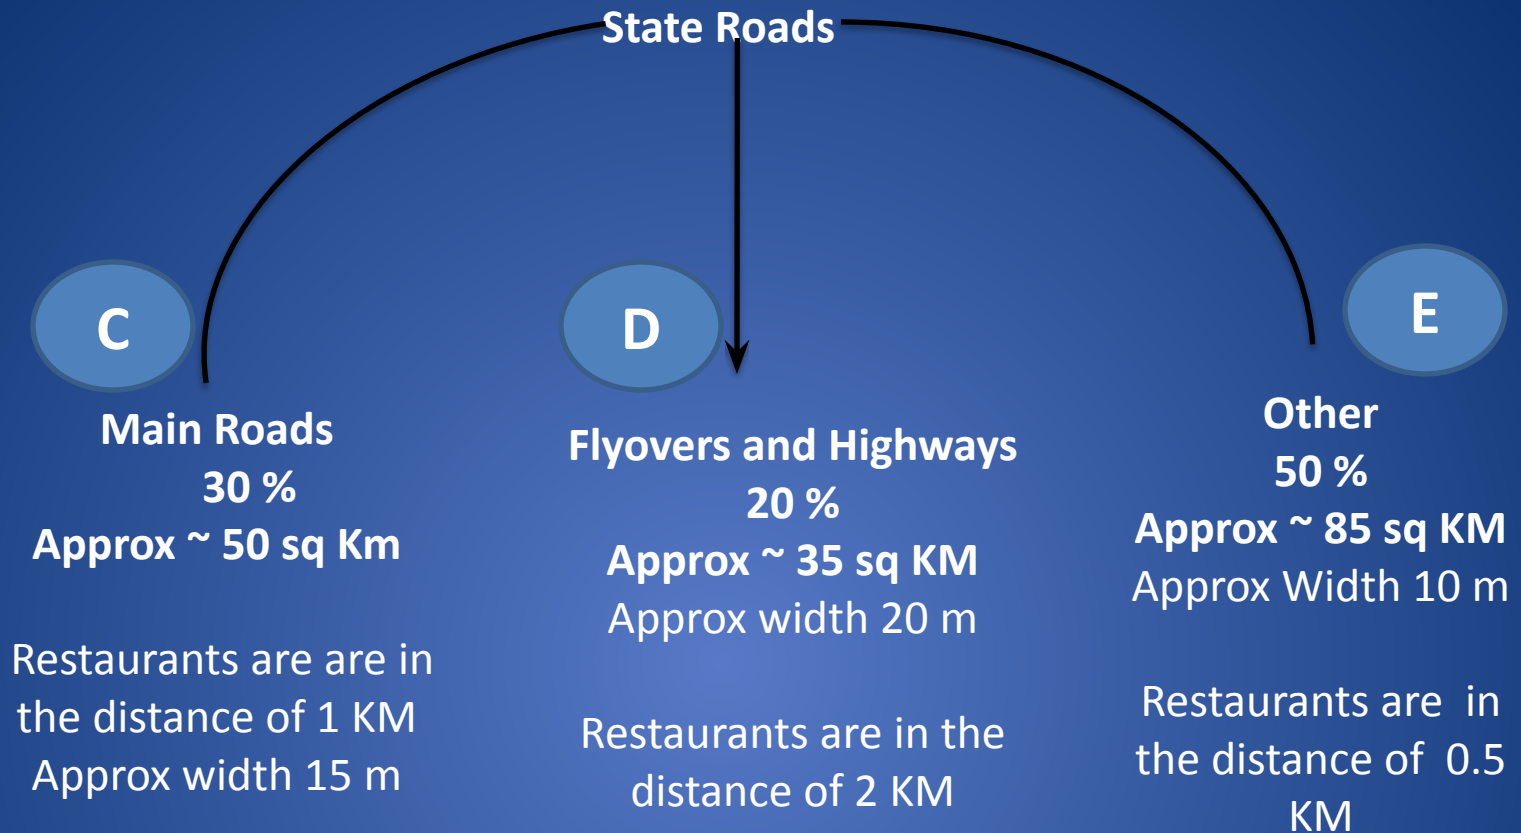 State Roads
C
Main Roads
30 %
Approx ~ 50 sq Km
Restaurants are are in
the distance of 1 KM
Approx width 15 m
D
Flyovers and Highways
20 %
Approx ~ 35 sq KM
Approx width 20 m
Restaurants are in the
distance of 2 KM
E
Other
50 %
Approx ~ 85 sq KM
Approx Width 10 m
Restaurants are  in
the distance of  0.5
KM